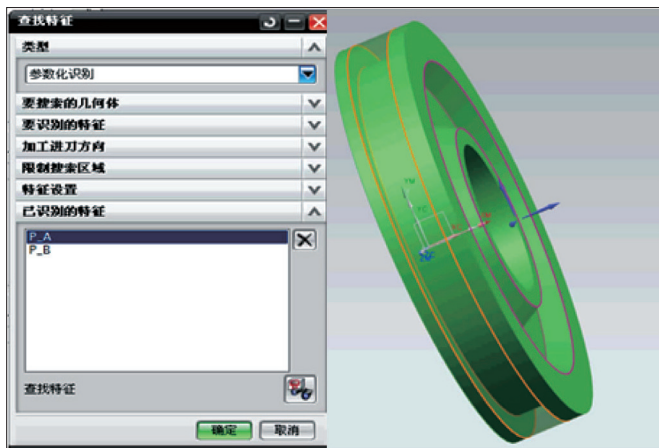 查找特征
类型
参数化识别
要搜索的几何体
要识别的特征
加工进刀方向
限制搜索区域
特征设置
已识别的特征
P_A
P_B
查找特征
确定
取消
YM
YC